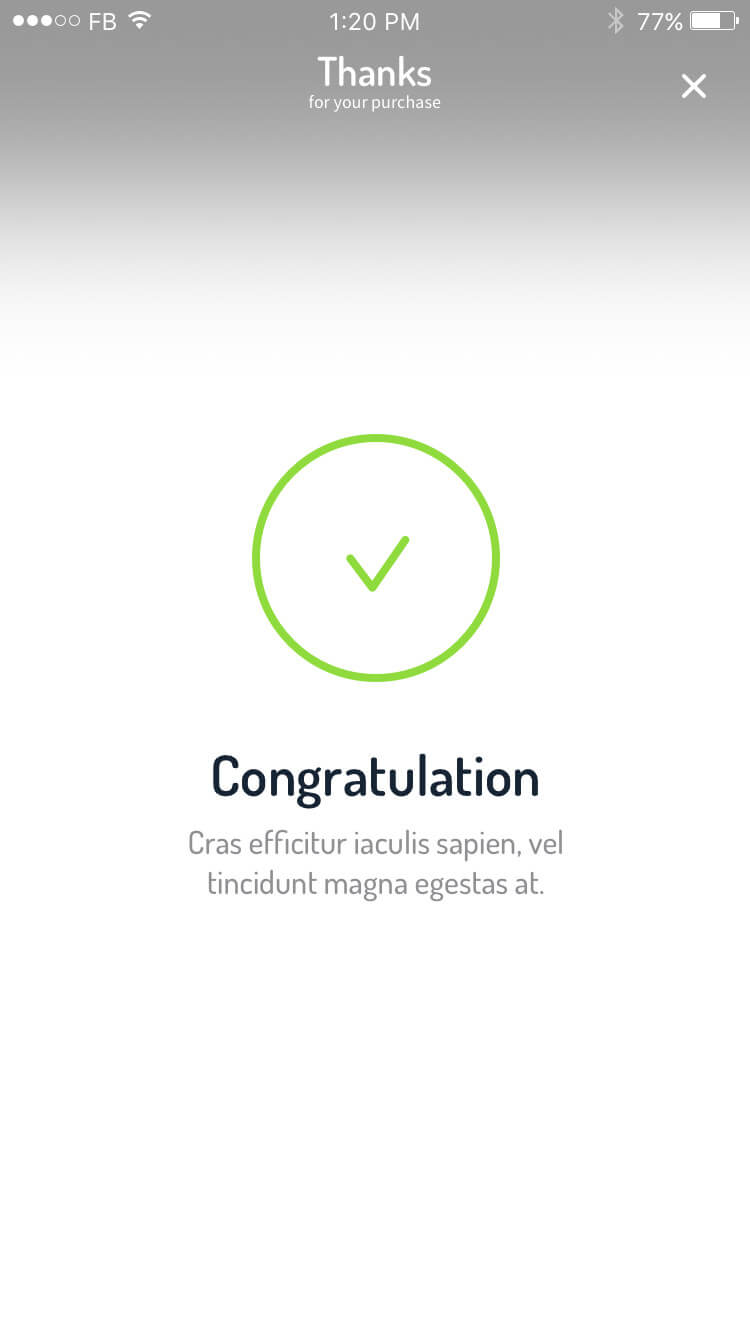 FB 1:20 PM 77%
Thanks
for your purchase
Congratulation
Cras efficitur iaculis sapien, vel
tincidunt magna egestas at.